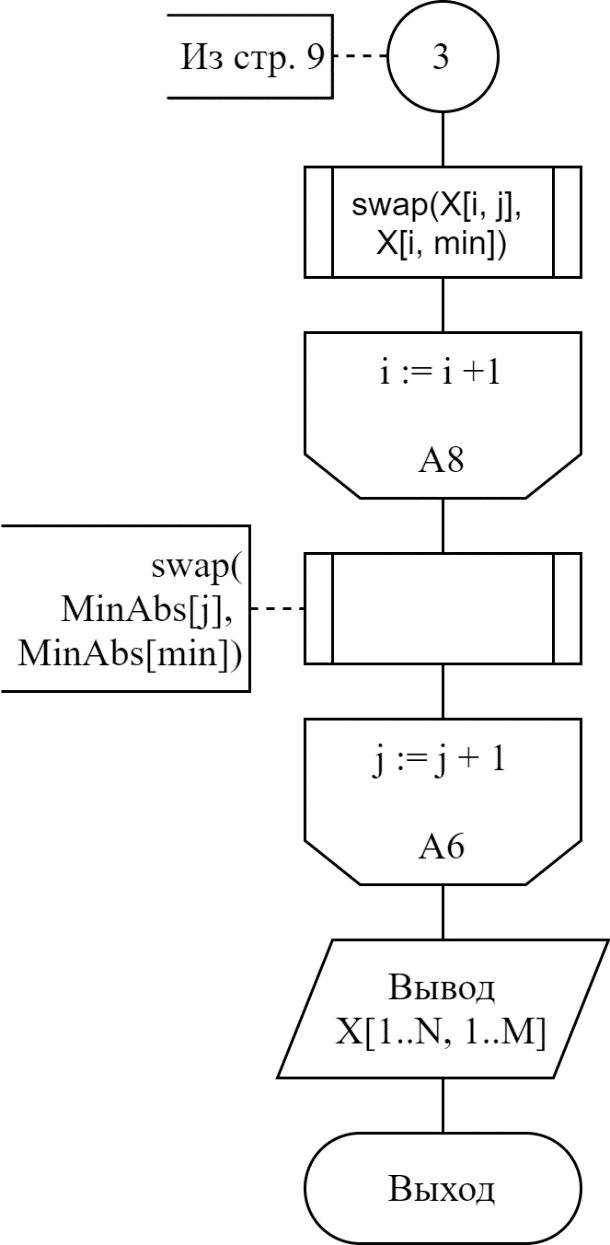 Из стр. 9
3
swap(X[i, j],
X[i, min])
i := i +1
A8
swap(
MinAbs[j],
MinAbs[min])
j := j + 1
A6
Вывод
X[1..N, 1..M]
Выход